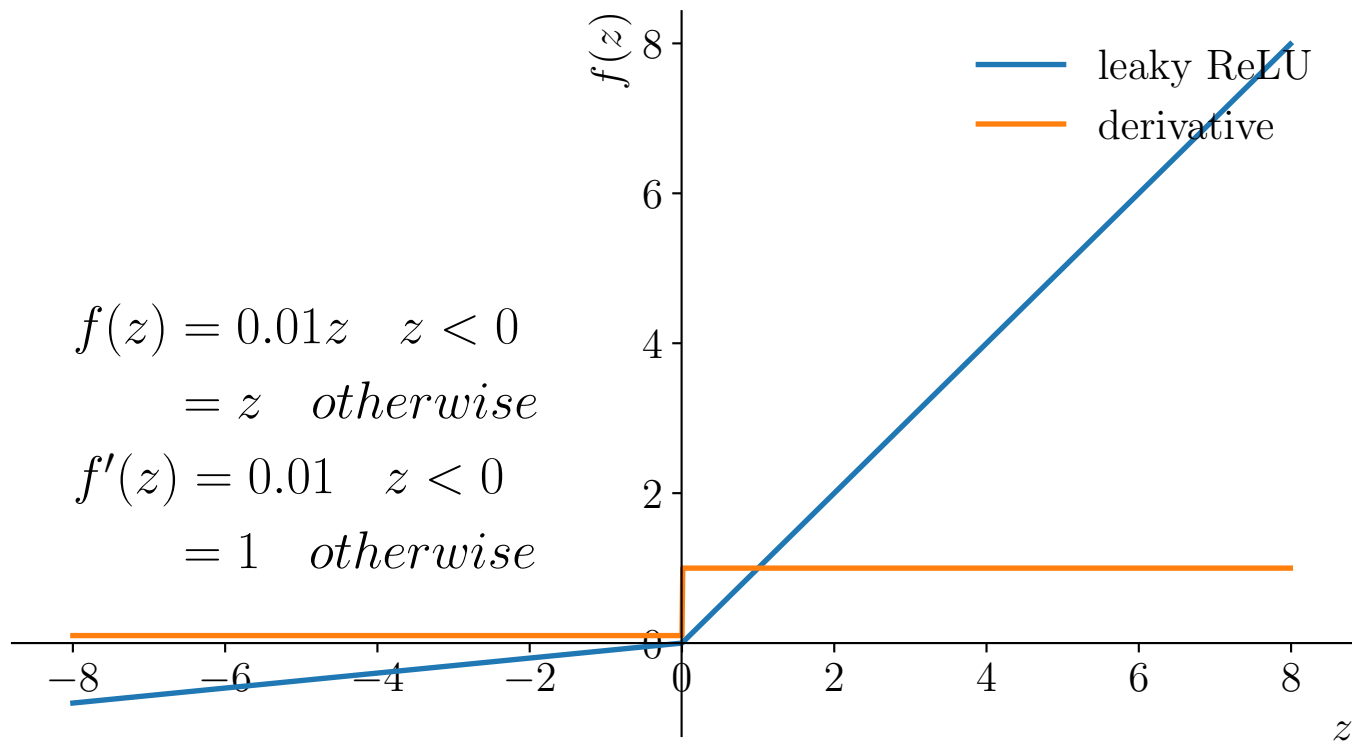 f(z)
8
leaky ReLU
derivative
6
f(z) = 0.01z z < 0
4
= z otherwise
f′(z) = 0.01 z < 0
2
= 1 otherwise
0
−8 −6 −4 −2 0 2 4 6 8
z